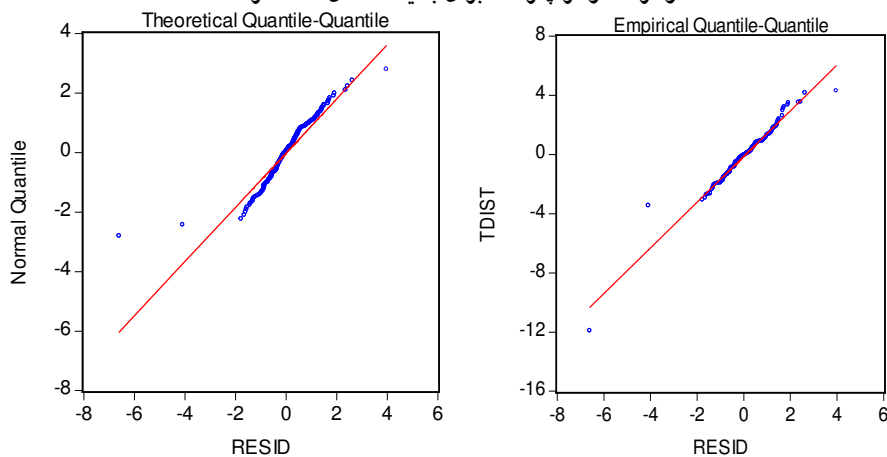 Theoretical Quantile-Quantile
4
2
0
-2
-4
-6
-8
-8 -6 -4 -2 0 2 4 6
Normal Quantile
RESID
Empirical Quantile-Quantile
8
4
0
-4
-8
-12
-16
-8 -6 -4 -2 0 2 4 6
TDIST
RESID